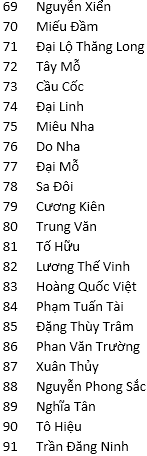 69 Nguyễn Xiển
70 Miếu Đầm
71 Đại Lộ Thăng Long
72 Tây Mỗ
73 Cầu Cốc
74 Đại Linh
75 Miêu Nha
76 Do Nha
77 Đại Mỗ
78 Sa Đôi
79 Cương Kiên
80 Trung Văn
81 Tố Hữu
82 Lương Thế Vinh
83 Hoàng Quốc Việt
84 Phạm Tuấn Tài
85 Đặng Thùy Trâm
86 Phan Văn Trường
87 Xuân Thủy
88 Nguyễn Phong Sắc
89 Nghĩa Tân
90 Tô Hiệu
91 Trần Đăng Ninh